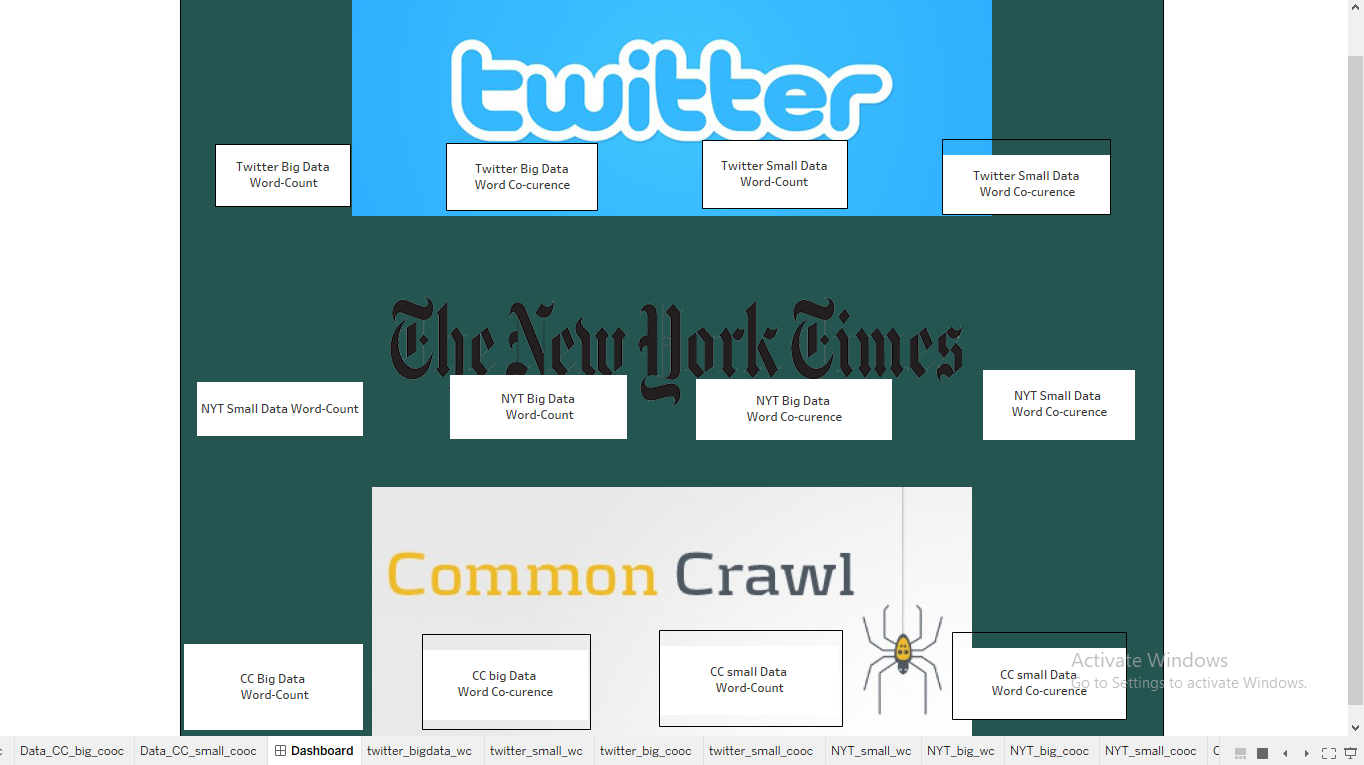 twitter
Twitter Big Data
Word-Count
Twitter Big Data
Word Co-curence
Twitter Small Data
Word-Count
Twitter Small Data
Word Co-curence
The New York Times
NYT Small Data Word-Count
NYT Big Data
Word-Count
NYT Big Data
Word Co-curence
NYT Small Data
Word Co-curence
Common Crawl
CC Big Data
Word-Count
CC big Data
Word Co-curence
CC small Data
Word-Count
CC small Data
Word Co-curence
Activate Windows
Go to Settings to activate Windows.
Data_CC_big_cooc Data_CC_small_cooc Dashboard twitter_bigdata_wc twitter_small_wc twitter_big_cooc twitter_small_cooc NYT_small_wc NYT_big_wc NYT_big_cooc NYT_small_cooc